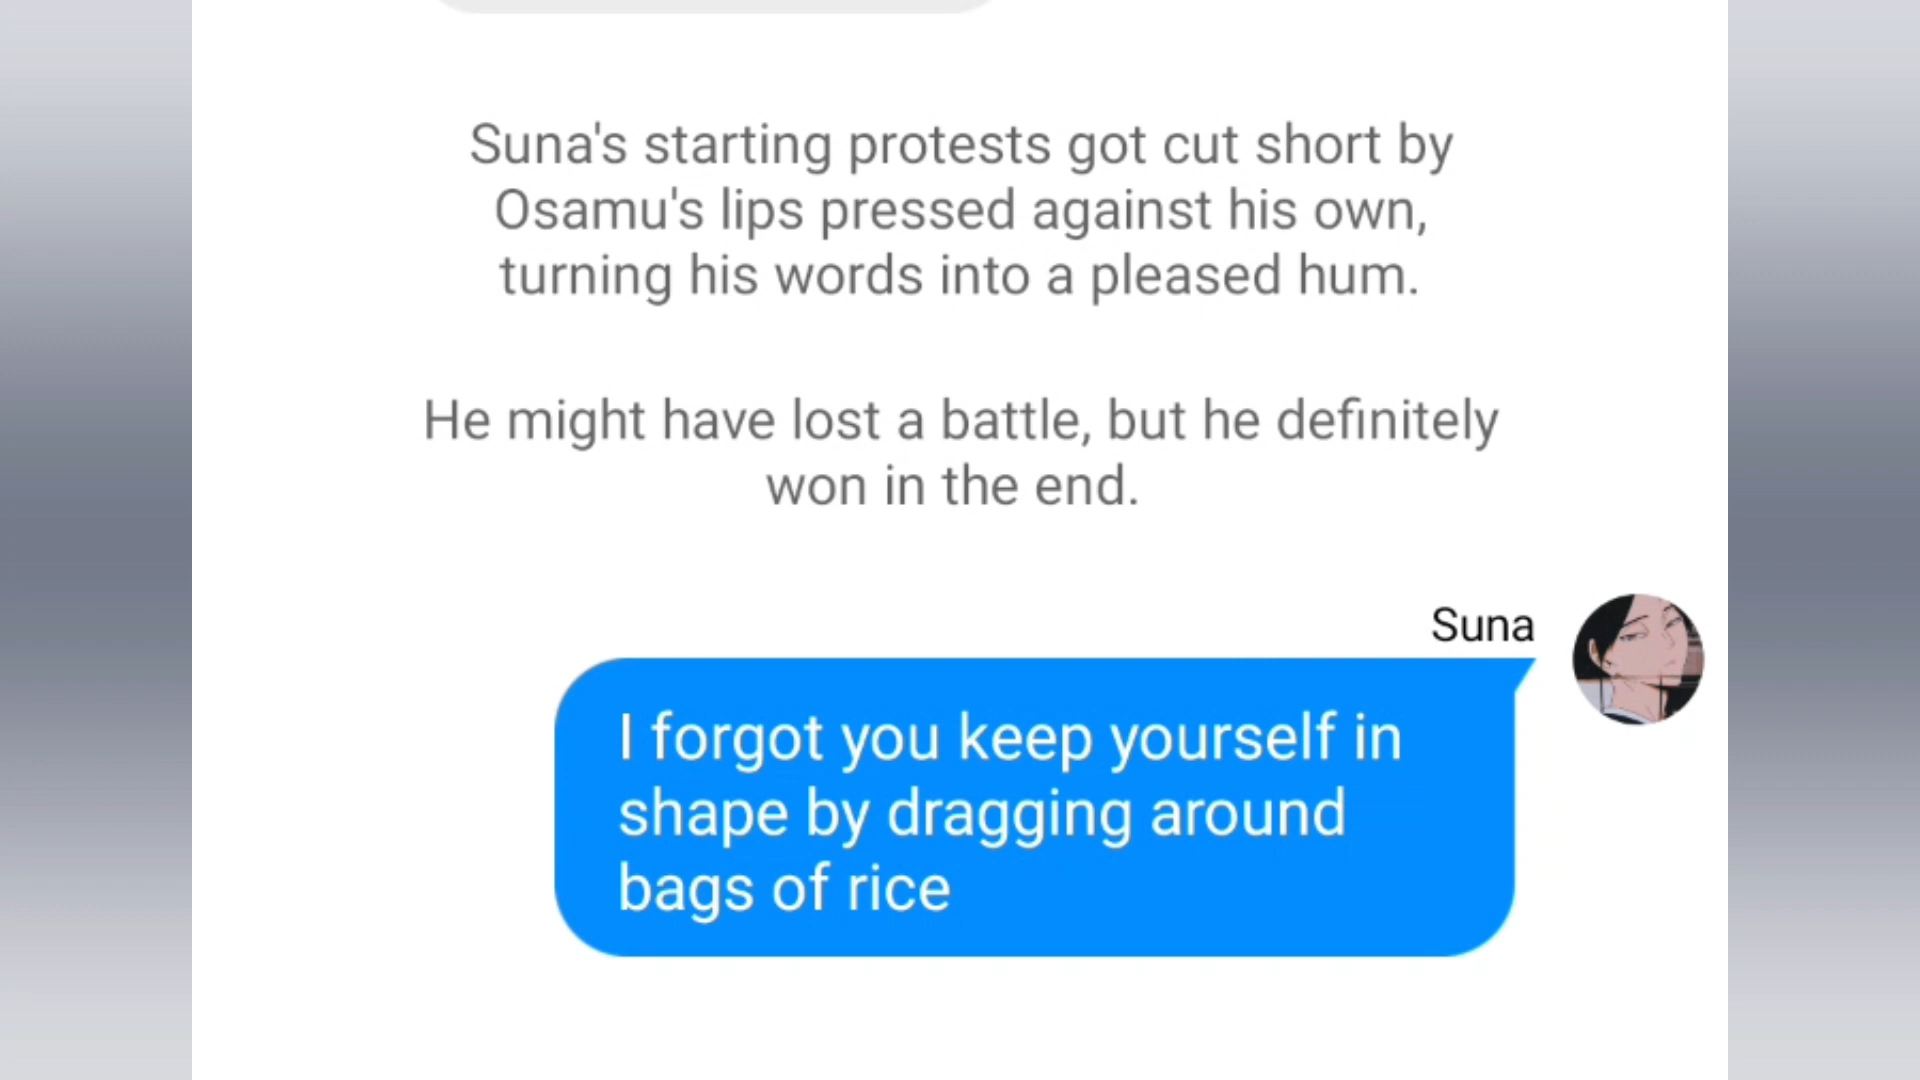 Suna's starting protests got cut short by
Osamu's lips pressed against his own,
turning his words into a pleased hum.
He might have lost a battle, but he definitely
won in the end.
Suna
I forgot you keep yourself in
shape by dragging around
bags of rice